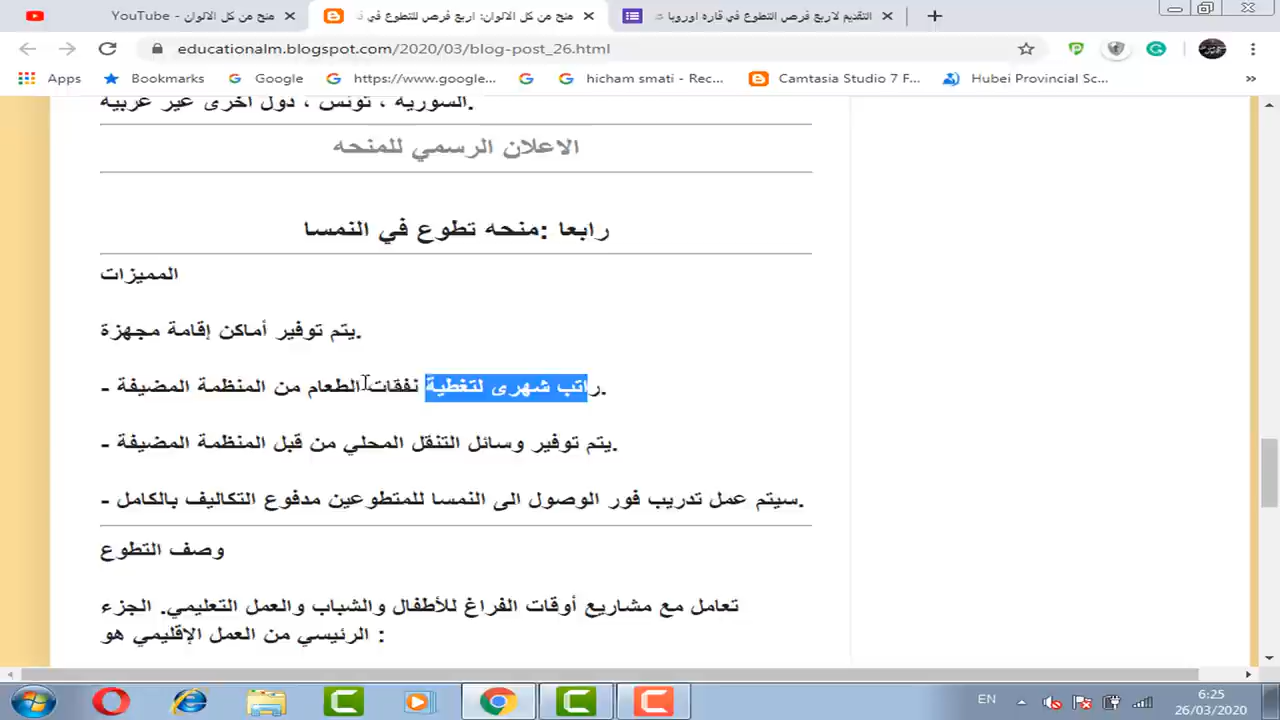 منح من كل الالوان - YouTube
منح من كل الالوان: اربع فرص للتطوع في ق
التقديم لاربع فرص التطوع في قاره اوروبا
educationalm.blogspot.com/2020/03/blog-post_26.html
Apps
Bookmarks
Google
https://www.google...
hicham smati - Rec...
Camtasia Studio 7 F...
Hubei Provincial Sc...
»
السورية ، تونس ، دول اخرى غير عربية.
الاعلان الرسمي للمنحه
رابعا :منحه تطوع في النمسا
المميزات
يتم توفير أماكن إقامة مجهزة.
راتب شهرى لتغطية نفقات الطعام من المنظمة المضيفة -.
يتم توفير وسائل التنقل المحلي من قبل المنظمة المضيفة -.
سيتم عمل تدريب فور الوصول الى النمسا للمتطوعين مدفوع التكاليف بالكامل -.
وصف التطوع
تعامل مع مشاريع أوقات الفراغ للأطفال والشباب والعمل التعليمي. الجزء
الرئيسي من العمل الإقليمي هو :
EN
6:25
26/03/2020